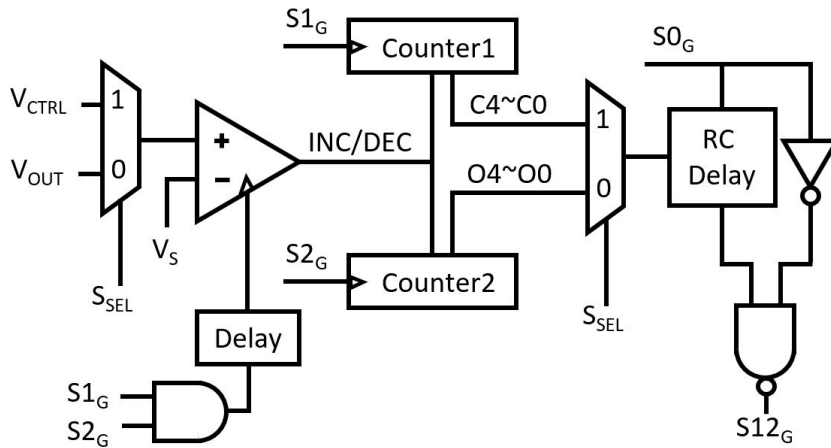 S1G
Counter1
S0G
VCTRL
1
C4~C0
1
RC
Delay
+
INC/DEC
VOUT
0
−
O4~O0
0
VS
S2G
Counter2
SSEL
SSEL
Delay
S1G
S2G
S12G